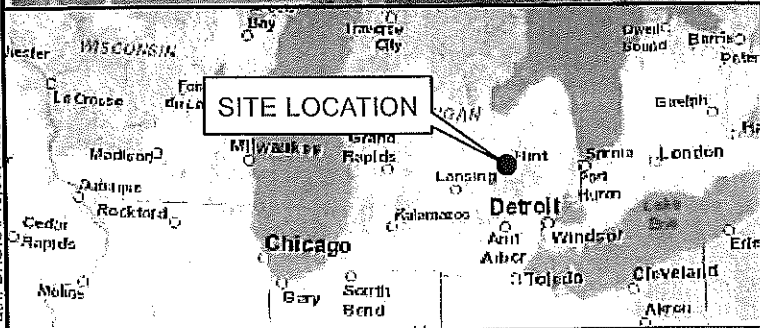 Bay
Traverse
City
Owen
Sound
Barrie
WISCONSIN
La Crosse
SITE LOCATION
Guelph
Madison
Milwaukee
Grand
Rapids
Flint
Sarnia
London
Lansing
Port
Huron
Dubuque
Rockford
Kalamazoo
Detroit
Lake
Erie
Cedar
Rapids
Ann
Arbor
Windsor
Chicago
Toledo
Cleveland
Moline
Gary
South
Bend
Akron